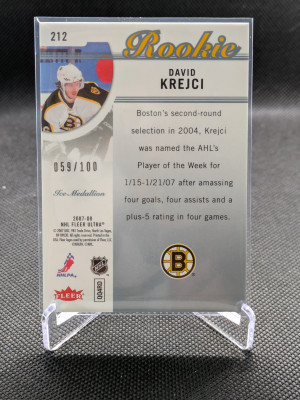 212
Rookie
DAVID
KREJCI
Boston's second-round
selection in 2004, Krejci
was named the AHL's
Player of the Week for
1/15-1/21/07 after amassing
four goals, four assists and a
plus-5 rating in four games.
059/100
Ice Medallion
2007-08
NHL FLEER ULTRA
NHLPA
NHL
FLEER
B